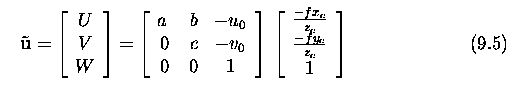 ũ = [ U V W ] = [ a b −u₀ 0 c −v₀ 0 0 1 ] [ −fx_c/z_c −fy_c/z_c 1 ] (9.5)